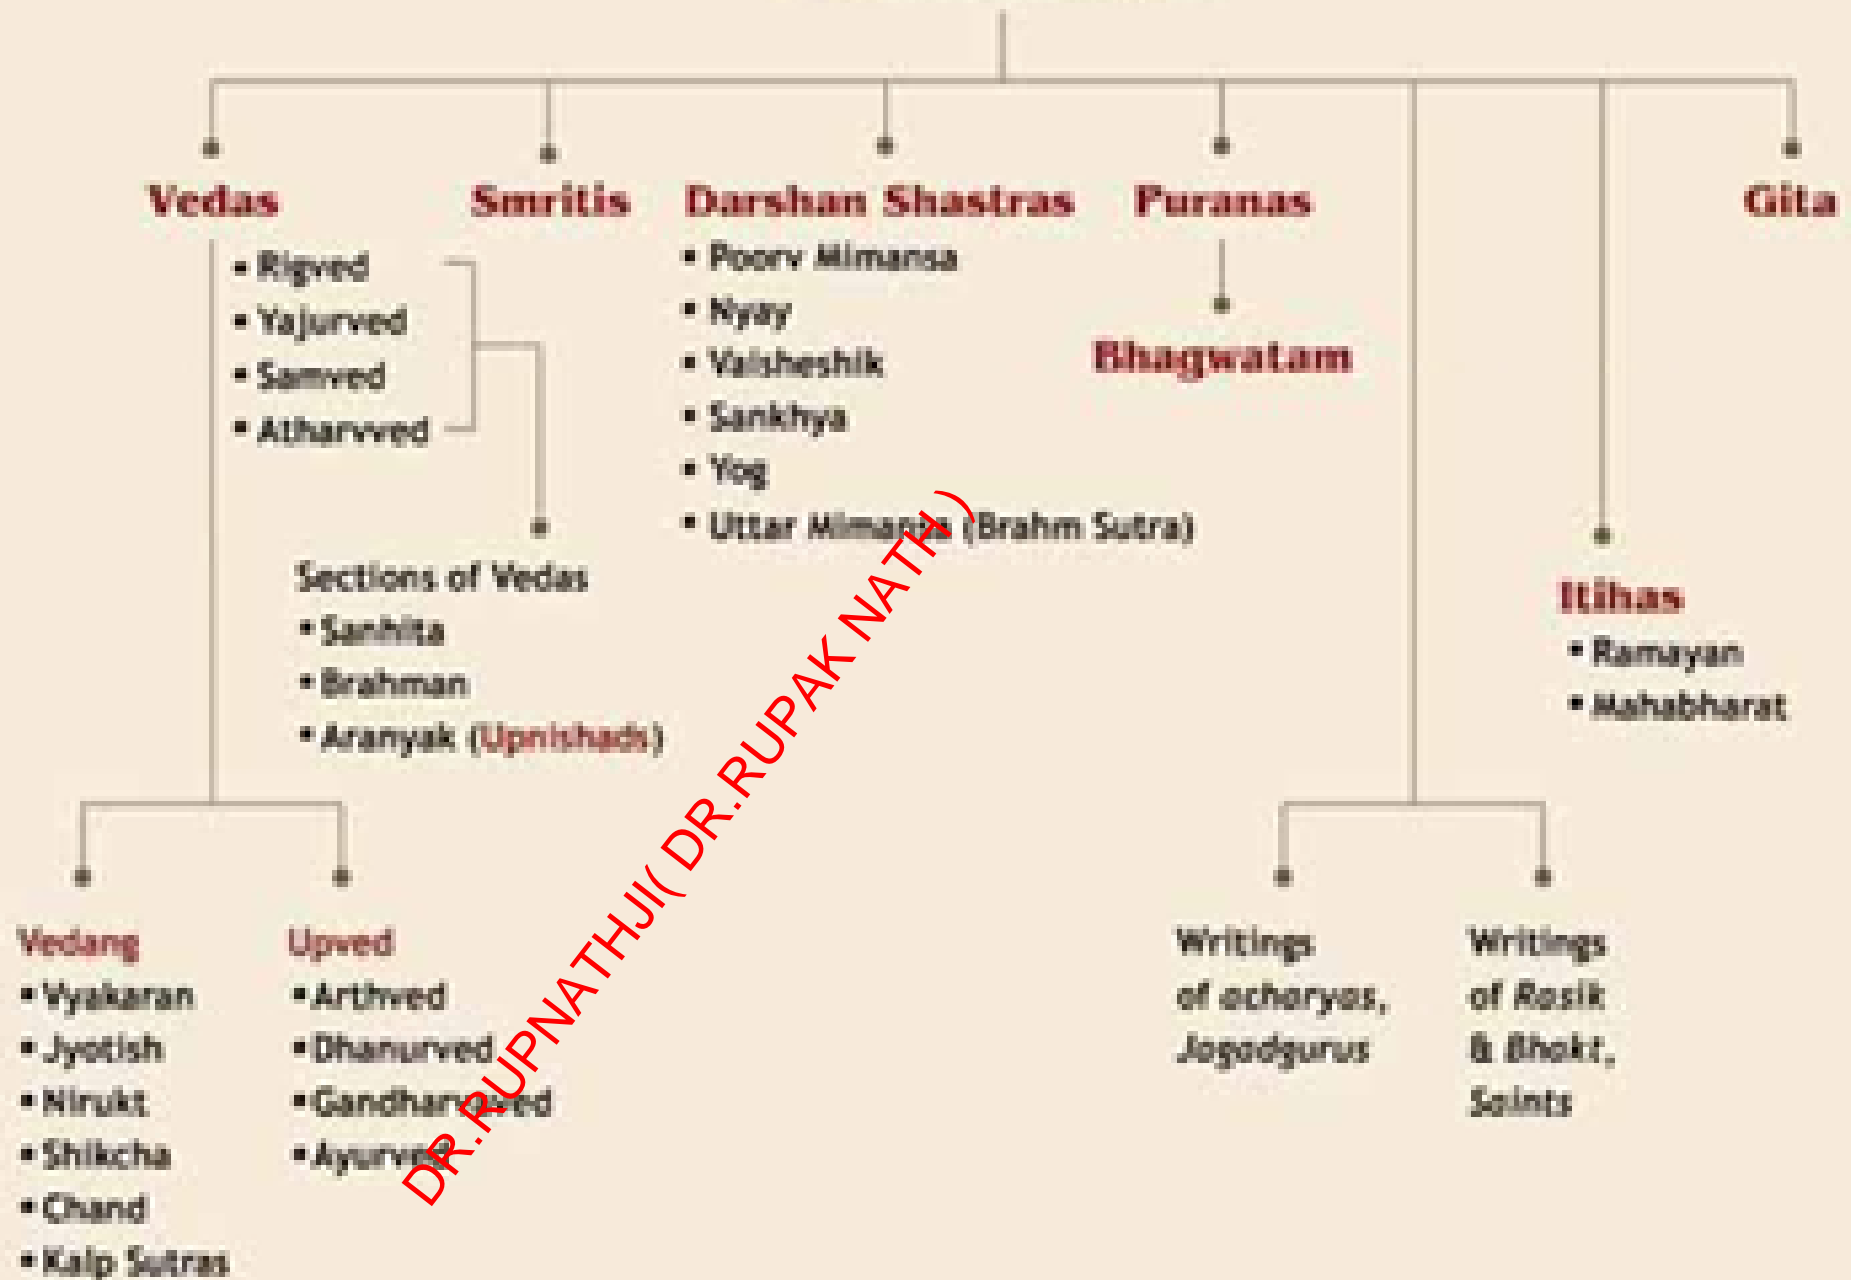 Vedas
• Rigved
• Yajurved
• Samved
• Atharvved
Sections of Vedas
• Sanhita
• Brahman
• Aranyak (Upnishads)
Vedang
• Vyakaran
• Jyotish
• Nirukt
• Shikcha
• Chand
• Kalp Sutras
Upved
• Arthved
• Dhanurved
• Gandharvaved
• Ayurved
Smritis
Darshan Shastras
• Poorv Mimansa
• Nyay
• Vaisheshik
• Sankhya
• Yog
• Uttar Mimansa (Brahm Sutra)
Puranas
Bhagwatam
Writings
of acharyas,
Jagadgurus
Writings
of Rasik
& Bhakt,
Saints
Itihas
• Ramayan
• Mahabharat
Gita
DR.RUPNATHJI( DR.RUPAK NATH )